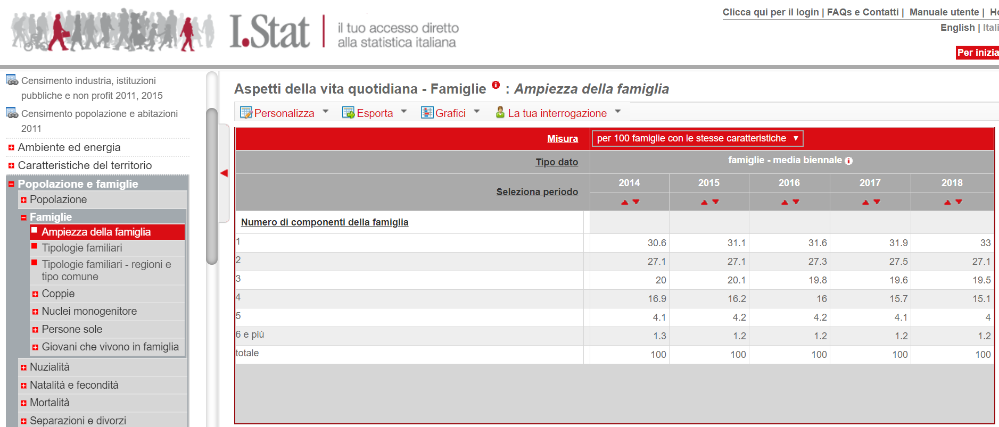 I.Stat
il tuo accesso diretto
alla statistica italiana
Clicca qui per il login | FAQs e Contatti | Manuale utente |
English |
Per
Censimento industria, istituzioni
pubbliche e non profit 2011, 2015
Censimento popolazione e abitazioni
2011
Ambiente ed energia
Caratteristiche del territorio
Popolazione e famiglie
Popolazione
Famiglie
Ampiezza della famiglia
Tipologie familiari
Tipologie familiari - regioni e
tipo comune
Coppie
Nuclei monogenitore
Persone sole
Giovani che vivono in famiglia
Nuzialità
Natalità e fecondità
Mortalità
Separazioni e divorzi
Aspetti della vita quotidiana - Famiglie : Ampiezza della famiglia
Personalizza Esporta Grafici La tua interrogazione
Misura per 100 famiglie con le stesse caratteristiche
Tipo dato famiglie - media biennale
Seleziona periodo 2014 2015 2016 2017 2018
Numero di componenti della famiglia
1 30.6 31.1 31.6 31.9 33
2 27.1 27.1 27.3 27.5 27.1
3 20 20.1 19.8 19.6 19.5
4 16.9 16.2 16 15.7 15.1
5 4.1 4.2 4.2 4.1 4
6 e più 1.3 1.2 1.2 1.2 1.2
totale 100 100 100 100 100